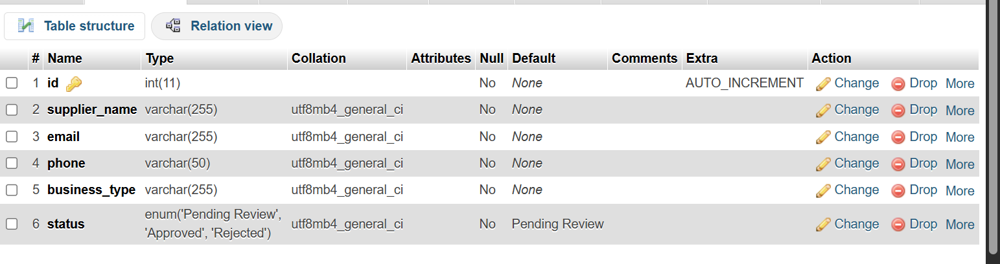 Table structure Relation view
# Name Type Collation Attributes Null Default Comments Extra Action
1 id int(11) No None AUTO_INCREMENT Change Drop More
2 supplier_name varchar(255) utf8mb4_general_ci No None Change Drop More
3 email varchar(255) utf8mb4_general_ci No None Change Drop More
4 phone varchar(50) utf8mb4_general_ci No None Change Drop More
5 business_type varchar(255) utf8mb4_general_ci No None Change Drop More
6 status enum('Pending Review', 'Approved', 'Rejected') utf8mb4_general_ci No Pending Review Change Drop More